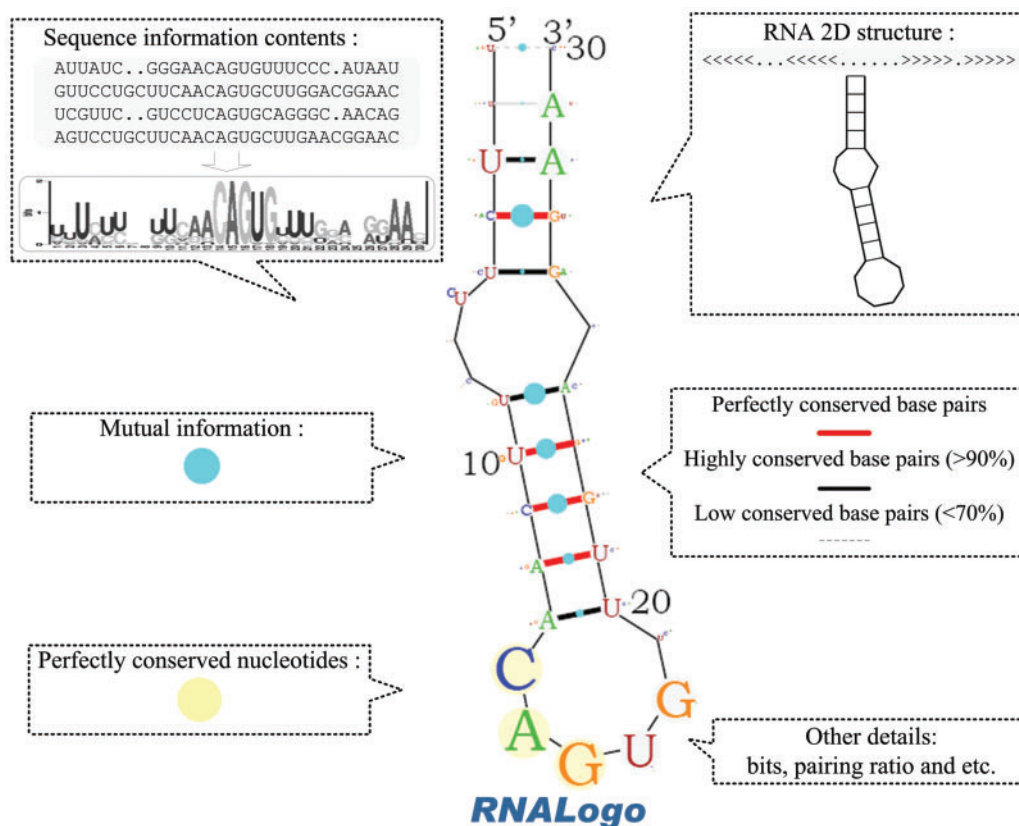 Sequence information contents :
AUUAUC..GGGAACAGUGUUUCCC.AUAAU
GUUCCUGCUUCAACAGUGCUUGGACGGAAC
UCGUUC..GUCCUCAGUGCAGGGC.AACAG
AGUCCUGCUUCAACAGUGCUUGAACGGAAC
5’
3’
30
RNA 2D structure :
<<<<<...<<<<<......>>>>>.>>>>>
A
U A
C G
U G
U
U A
10 U
C G
A U
A U 20
C
G
A U
G
Mutual information :
Perfectly conserved base pairs
Highly conserved base pairs (>90%)
Low conserved base pairs (<70%)
Perfectly conserved nucleotides :
Other details:
bits, pairing ratio and etc.
RNALogo